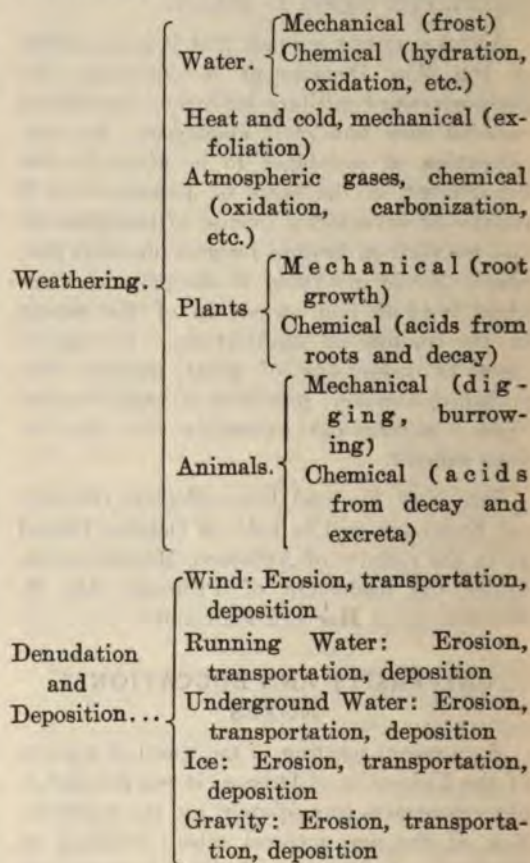 Mechanical (frost)
Water. Chemical (hydration,
oxidation, etc.)
Heat and cold, mechanical (ex-
foliation)
Atmospheric gases, chemical
(oxidation, carbonization,
etc.)
Weathering.
Mechanical (root
Plants growth)
Chemical (acids from
roots and decay)
Mechanical (dig-
ging, burrow-
ing)
Animals. Chemical (acids
from decay and
excreta)
Wind: Erosion, transportation,
deposition
Running Water: Erosion,
Denudation transportation, deposition
and Underground Water: Erosion,
Deposition... transportation, deposition
Ice: Erosion, transportation,
deposition
Gravity: Erosion, transporta-
tion, deposition